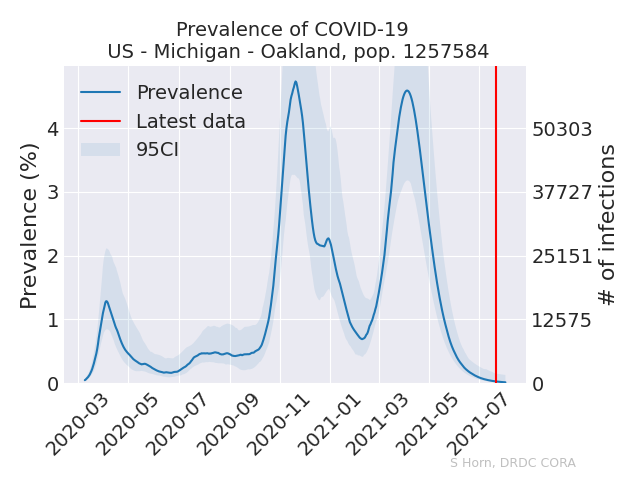 Prevalence of COVID-19
US - Michigan - Oakland, pop. 1257584
Prevalence
Latest data
95CI
Prevalence (%)
4
3
2
1
0
50303
37727
25151
12575
0
# of infections
2020-03
2020-05
2020-07
2020-09
2020-11
2021-01
2021-03
2021-05
2021-07
S Horn, DRDC CORA